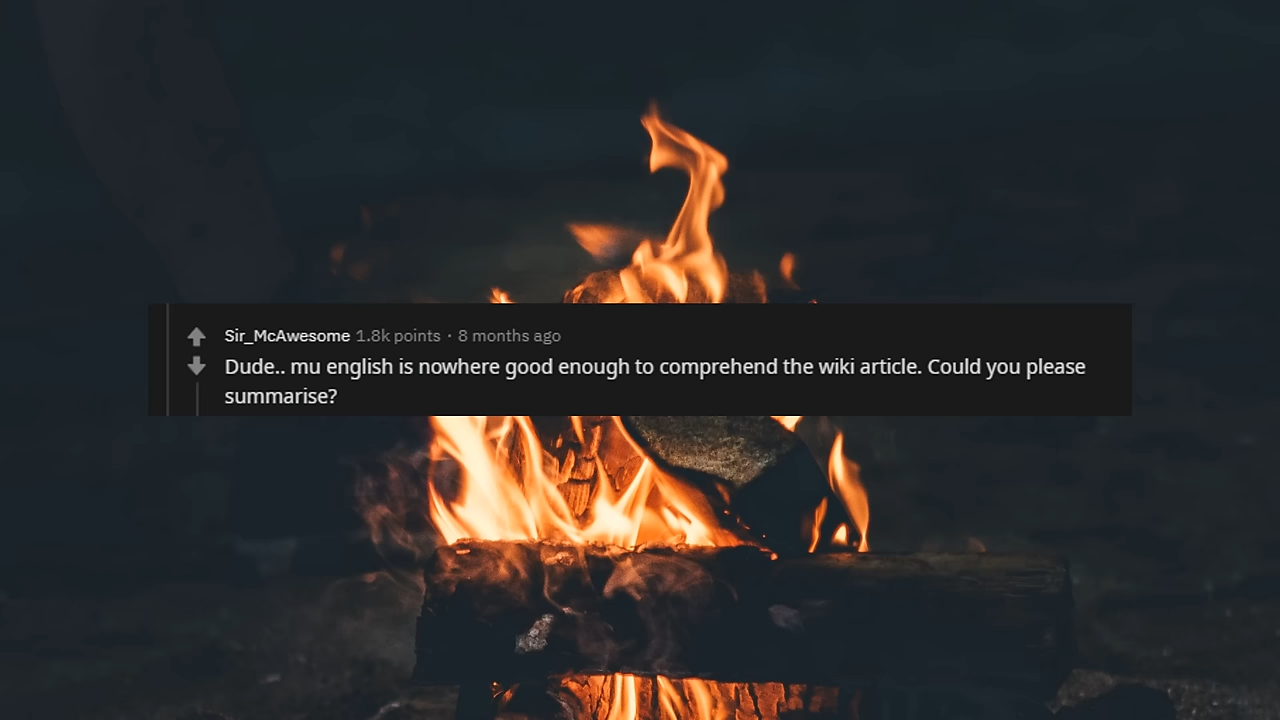 Sir_McAwesome 1.8k points · 8 months ago
Dude.. mu english is nowhere good enough to comprehend the wiki article. Could you please
summarise?